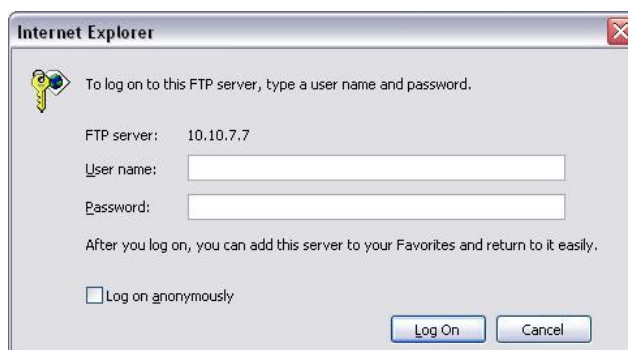 Internet Explorer
To log on to this FTP server, type a user name and password.
FTP server: 10.10.7.7
User name:
Password:
After you log on, you can add this server to your Favorites and return to it easily.
Log on anonymously
Log On Cancel